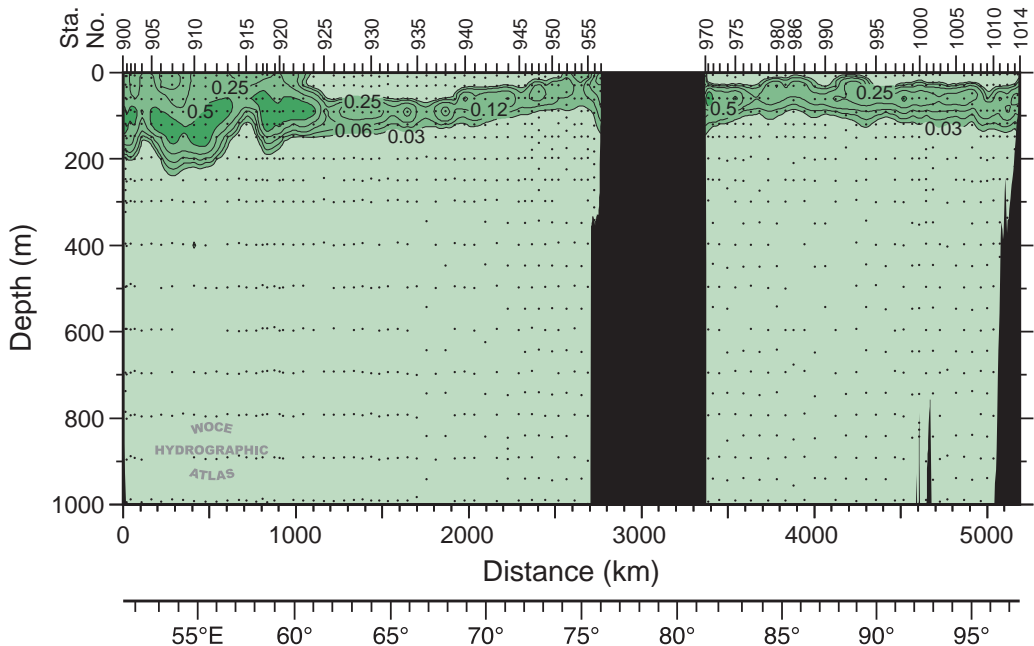 Sta. No. 900 905 910 915 920 925 930 935 940 945 950 955 970 975 980 986 990 995 1000 1005 1010 1014
0
200
400
600
800
1000
Depth (m)
0.25
0.5
0.25
0.06
0.03
0.12
0.5
0.25
0.03
WOCE
HYDROGRAPHIC
ATLAS
0 1000 2000 3000 4000 5000
Distance (km)
55°E 60° 65° 70° 75° 80° 85° 90° 95°